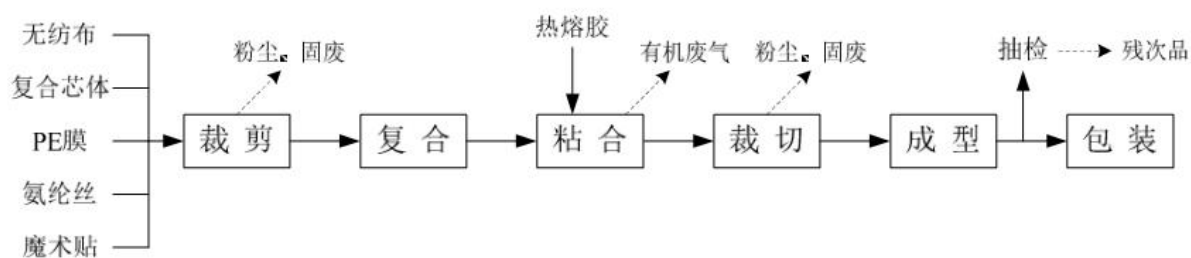 无纺布
复合芯体
PE膜
氨纶丝
魔术贴
粉尘、固废
裁剪
复合
热熔胶
粘合
有机废气
粉尘、固废
裁切
成型
抽检
残次品
包装